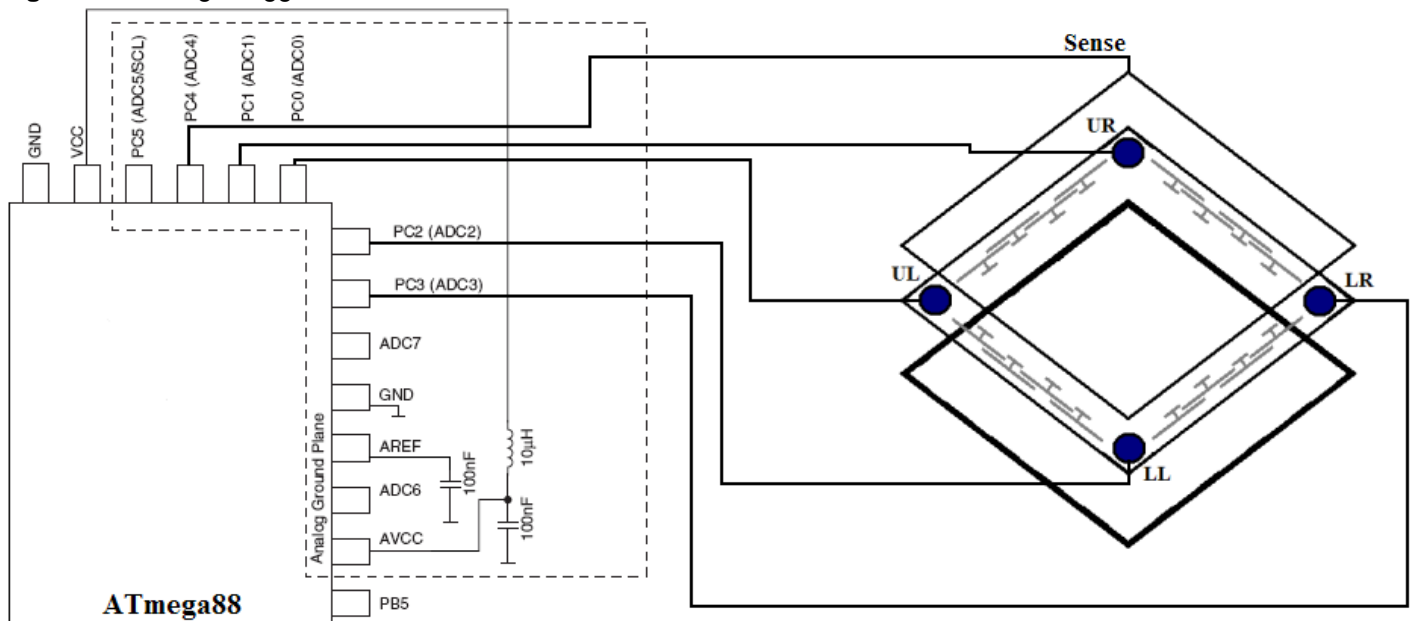 GND
VCC
PC5 (ADC5/SCL)
PC4 (ADC4)
PC1 (ADC1)
PC0 (ADC0)
PC2 (ADC2)
PC3 (ADC3)
ADC7
GND
AREF
ADC6
AVCC
PB5
Analog Ground Plane
100nF
10µH
100nF
ATmega88
Sense
UR
UL
LR
LL